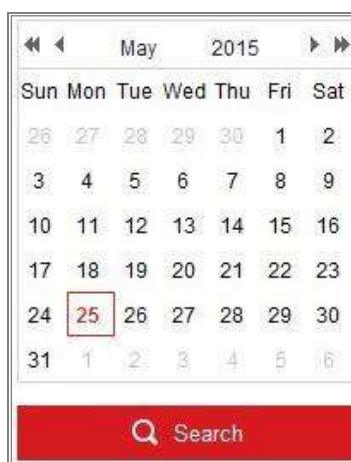 May 2015
Sun Mon Tue Wed Thu Fri Sat
26 27 28 29 30 1 2
3 4 5 6 7 8 9
10 11 12 13 14 15 16
17 18 19 20 21 22 23
24 25 26 27 28 29 30
31 1 2 3 4 5 6
Search